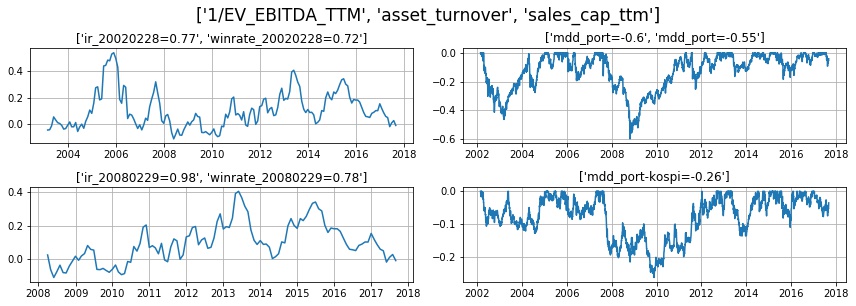 ['1/EV_EBITDA_TTM', 'asset_turnover', 'sales_cap_ttm']
['ir_20020228=0.77', 'winrate_20020228=0.72']
0.4
0.2
0.0
2004 2006 2008 2010 2012 2014 2016 2018
['mdd_port=-0.6', 'mdd_port=-0.55']
0.0
−0.2
−0.4
−0.6
2002 2004 2006 2008 2010 2012 2014 2016 2018
['ir_20080229=0.98', 'winrate_20080229=0.78']
0.4
0.2
0.0
2008 2009 2010 2011 2012 2013 2014 2015 2016 2017 2018
['mdd_port-kospi=-0.26']
0.0
−0.1
−0.2
2002 2004 2006 2008 2010 2012 2014 2016 2018